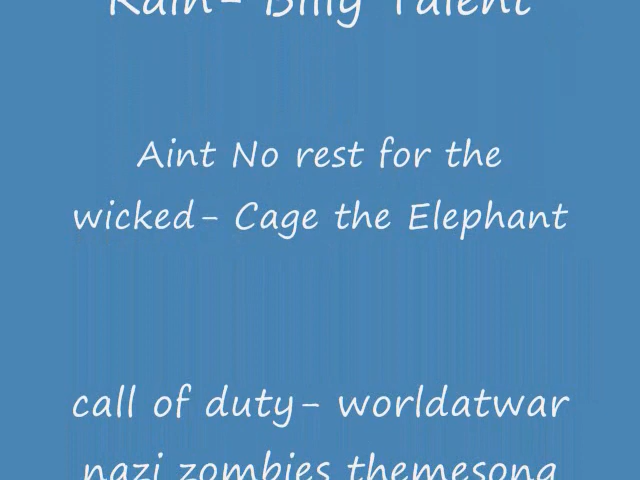 Rain- Billy Talent
Aint No rest for the
wicked- Cage the Elephant
call of duty- worldatwar
nazi zombies themesong